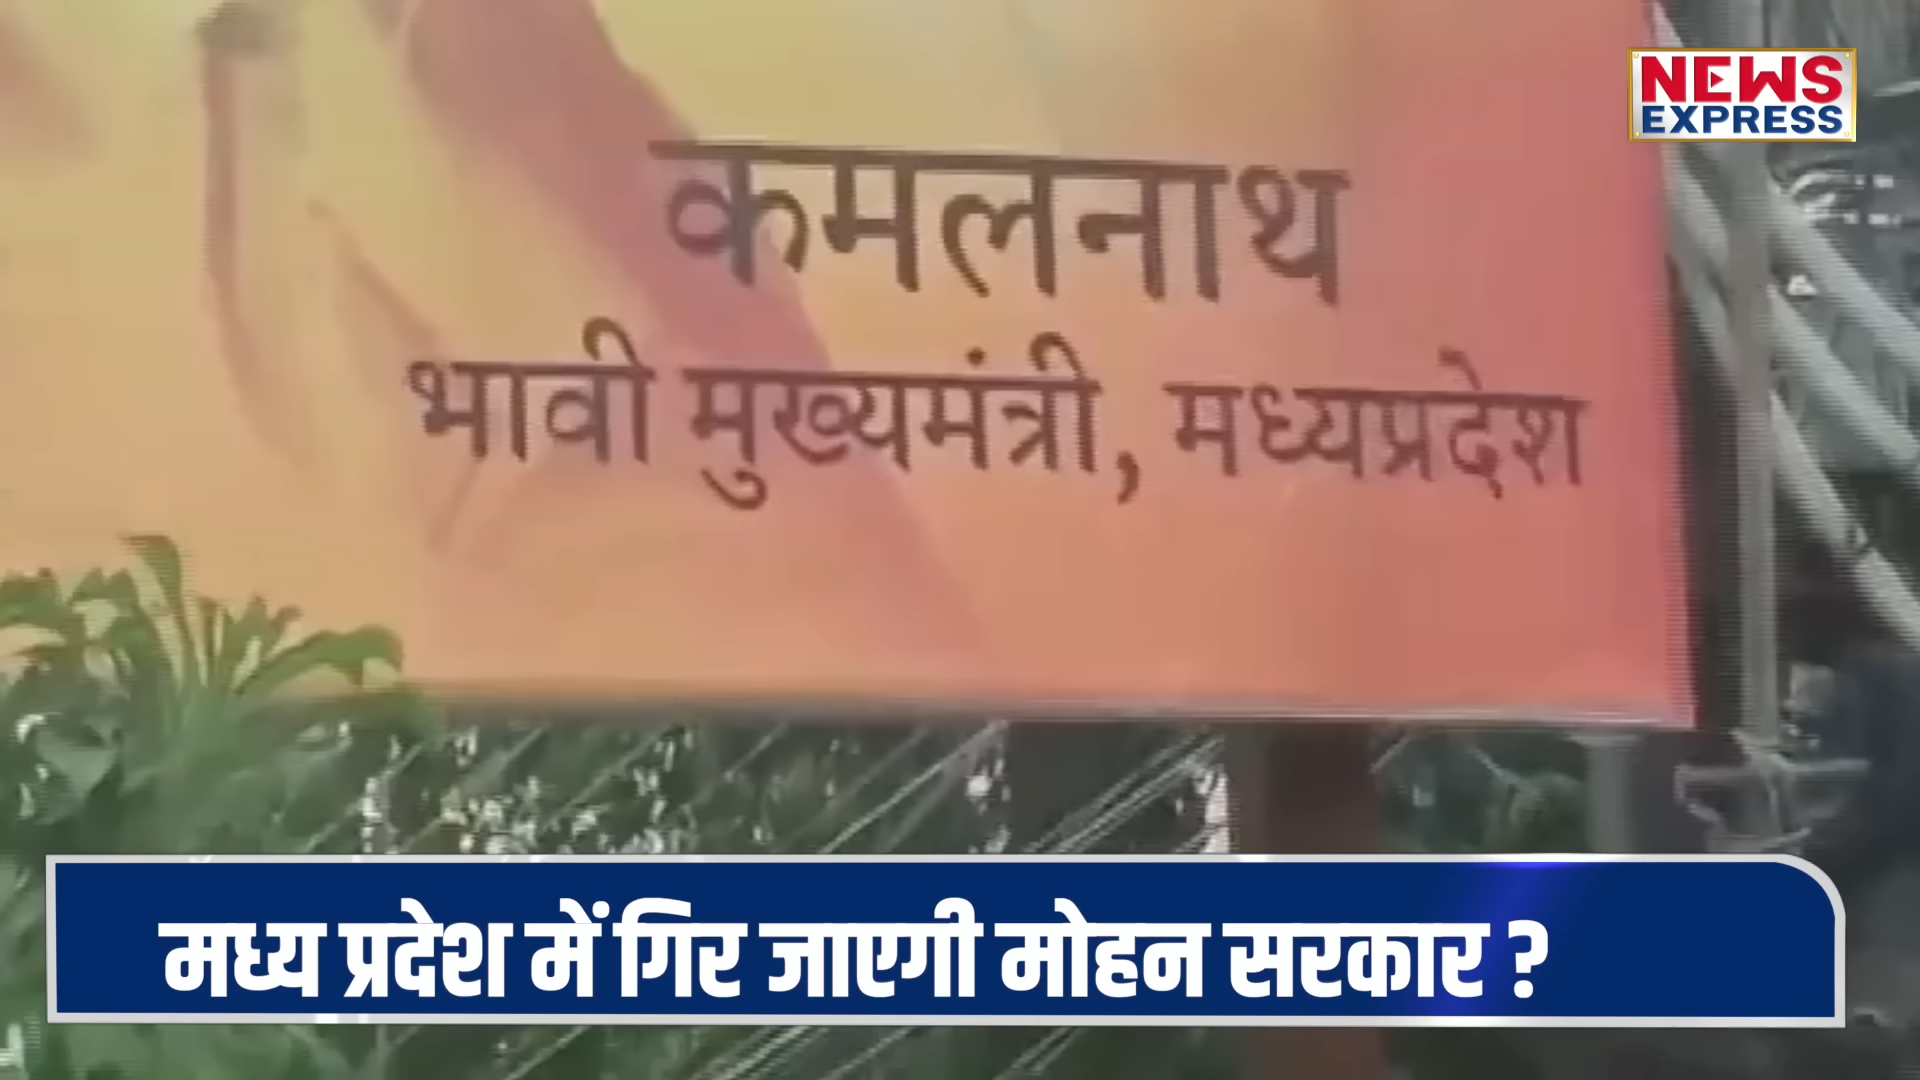 NEWS
EXPRESS
कमलनाथ
भावी मुख्यमंत्री, मध्यप्रदेश
मध्य प्रदेश में गिर जाएगी मोहन सरकार ?